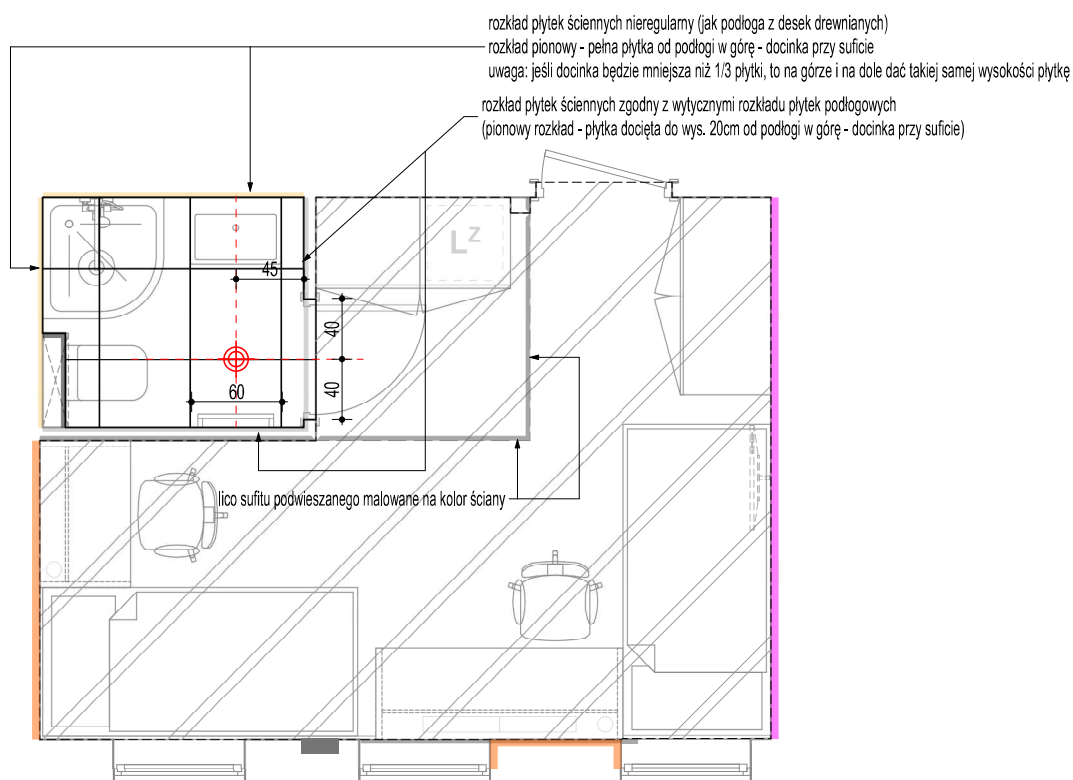 rozkład płytek ściennych nieregularny (jak podłoga z desek drewnianych)
rozkład pionowy - pełna płytka od podłogi w górę - docinka przy suficie
uwaga: jeśli docinka będzie mniejsza niż 1/3 płytki, to na górze i na dole dać takiej samej wysokości płytkę
rozkład płytek ściennych zgodny z wytycznymi rozkładu płytek podłogowych
(pionowy rozkład - płytka docięta do wys. 20cm od podłogi w górę - docinka przy suficie)
LZ
45
40
40
60
lico sufitu podwieszanego malowane na kolor ściany